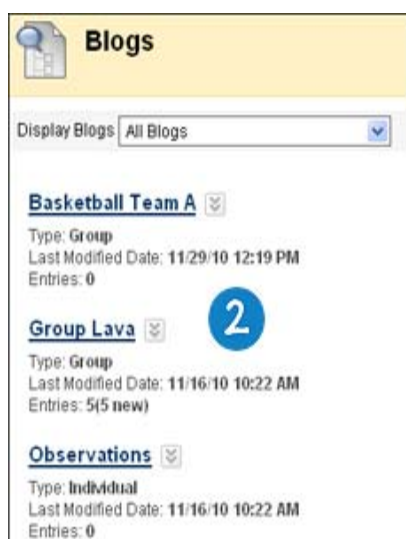 Blogs
Display Blogs All Blogs
Basketball Team A
Type: Group
Last Modified Date: 11/29/10 12:19 PM
Entries: 0
2
Group Lava
Type: Group
Last Modified Date: 11/16/10 10:22 AM
Entries: 5(5 new)
Observations
Type: Individual
Last Modified Date: 11/16/10 10:22 AM
Entries: 0